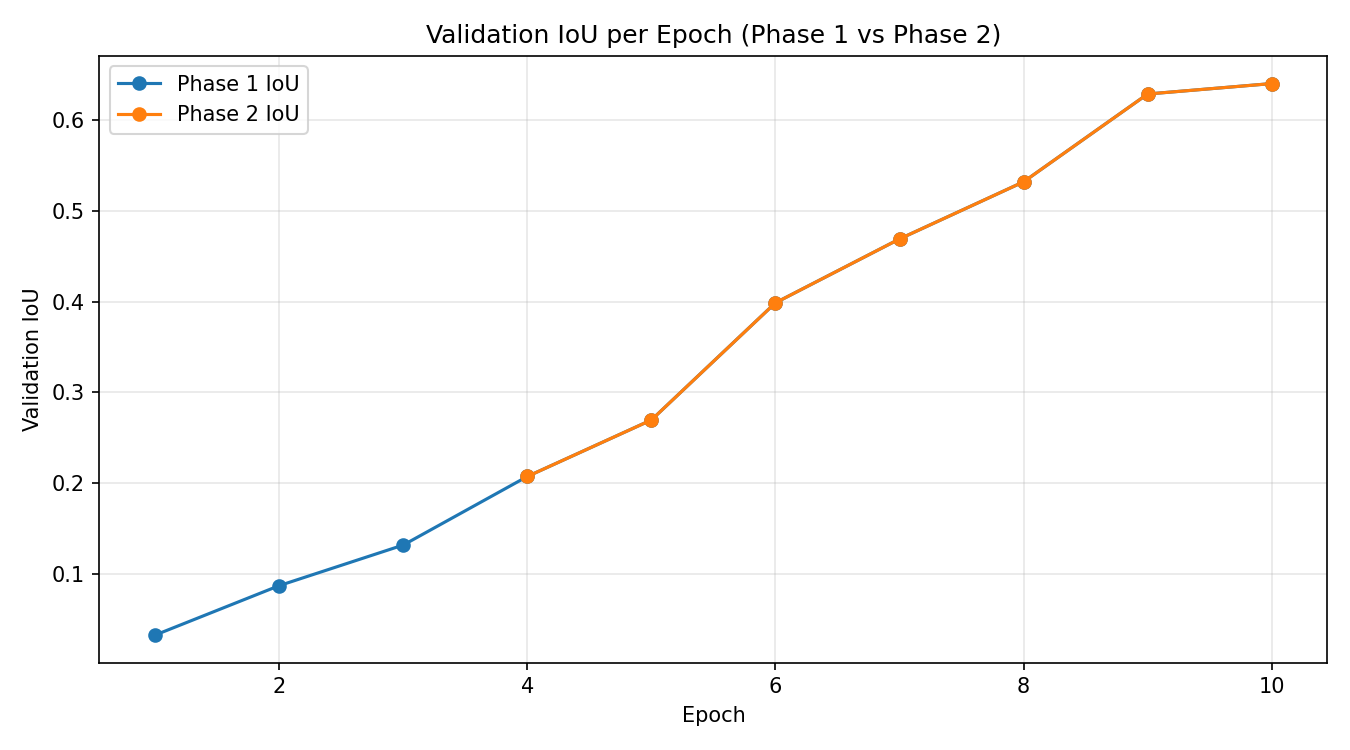 Validation IoU per Epoch (Phase 1 vs Phase 2)
Phase 1 IoU
Phase 2 IoU
Validation IoU
0.6
0.5
0.4
0.3
0.2
0.1
2 4 6 8 10
Epoch